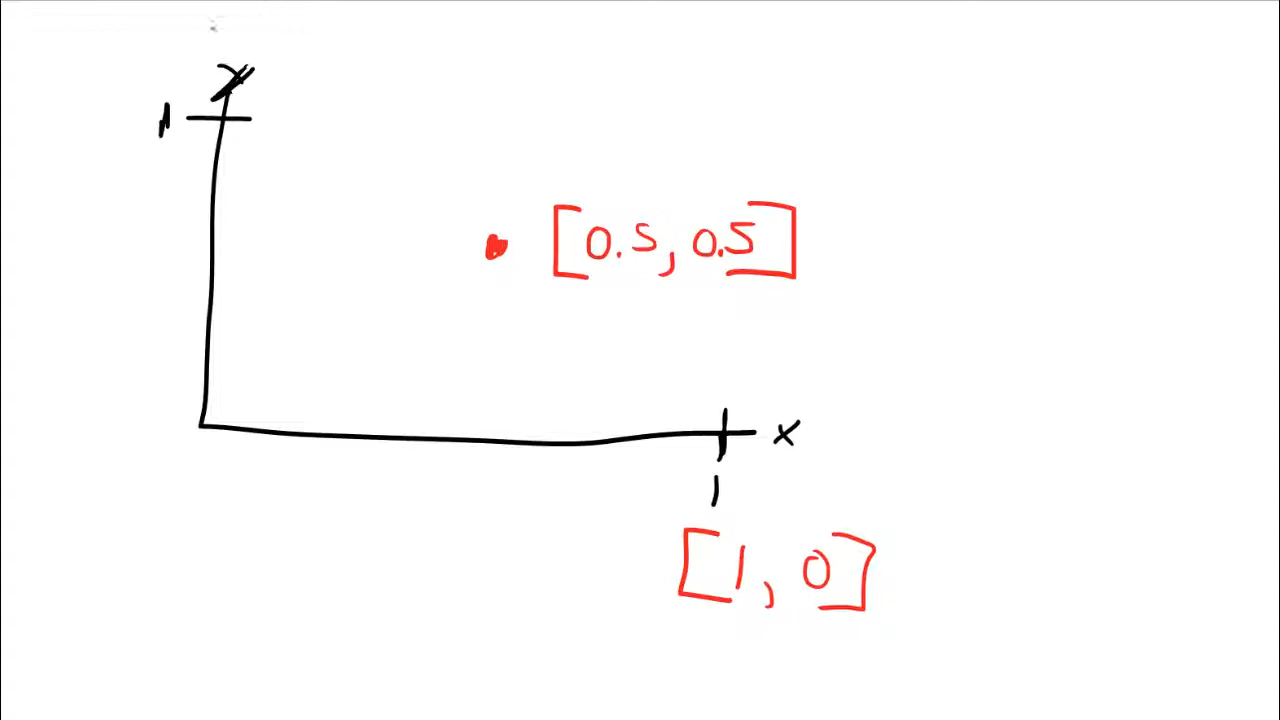 y
1
[0.5, 0.5]
x
1
[1, 0]